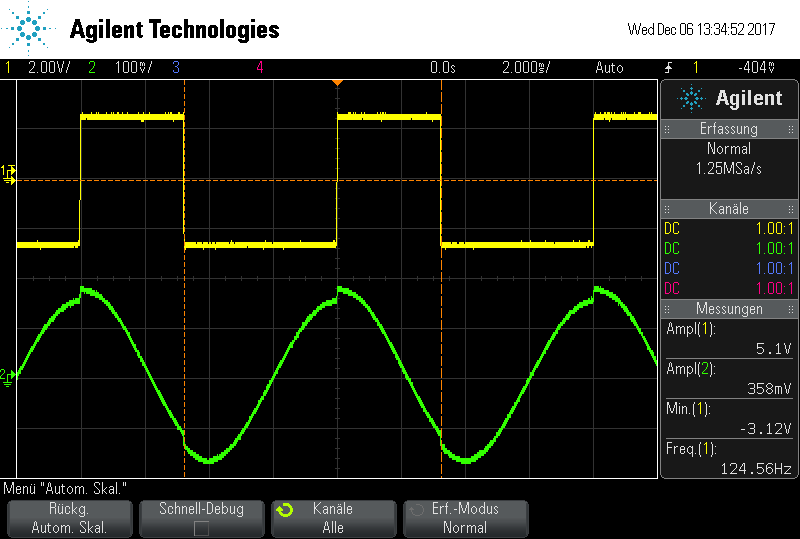 Agilent Technologies
Wed Dec 06 13:34:52 2017
1 2.00V/ 2 100mV/ 3 4 0.0s 2.000ms/ Auto 1 -404mV
Agilent
Erfassung
Normal
1.25MSa/s
Kanäle
DC 1.00:1
DC 1.00:1
DC 1.00:1
DC 1.00:1
Messungen
Ampl(1):
5.1V
Ampl(2):
358mV
Min.(1):
-3.12V
Freq.(1):
124.56Hz
1
2
Menü "Autom. Skal."
Rückg.
Autom. Skal.
Schnell-Debug
Kanäle
Alle
Erf.-Modus
Normal